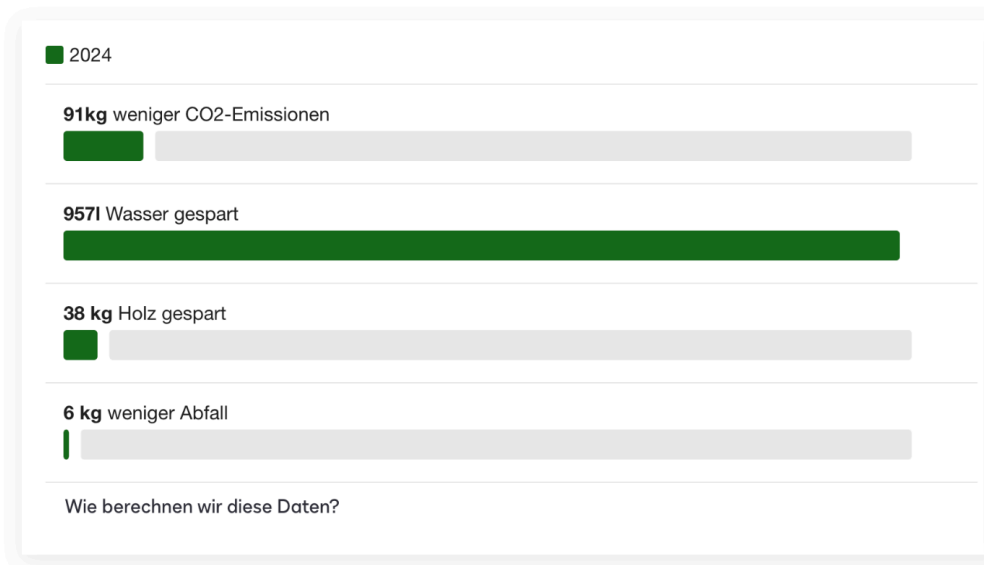 2024
91kg weniger CO2-Emissionen
957l Wasser gespart
38 kg Holz gespart
6 kg weniger Abfall
Wie berechnen wir diese Daten?